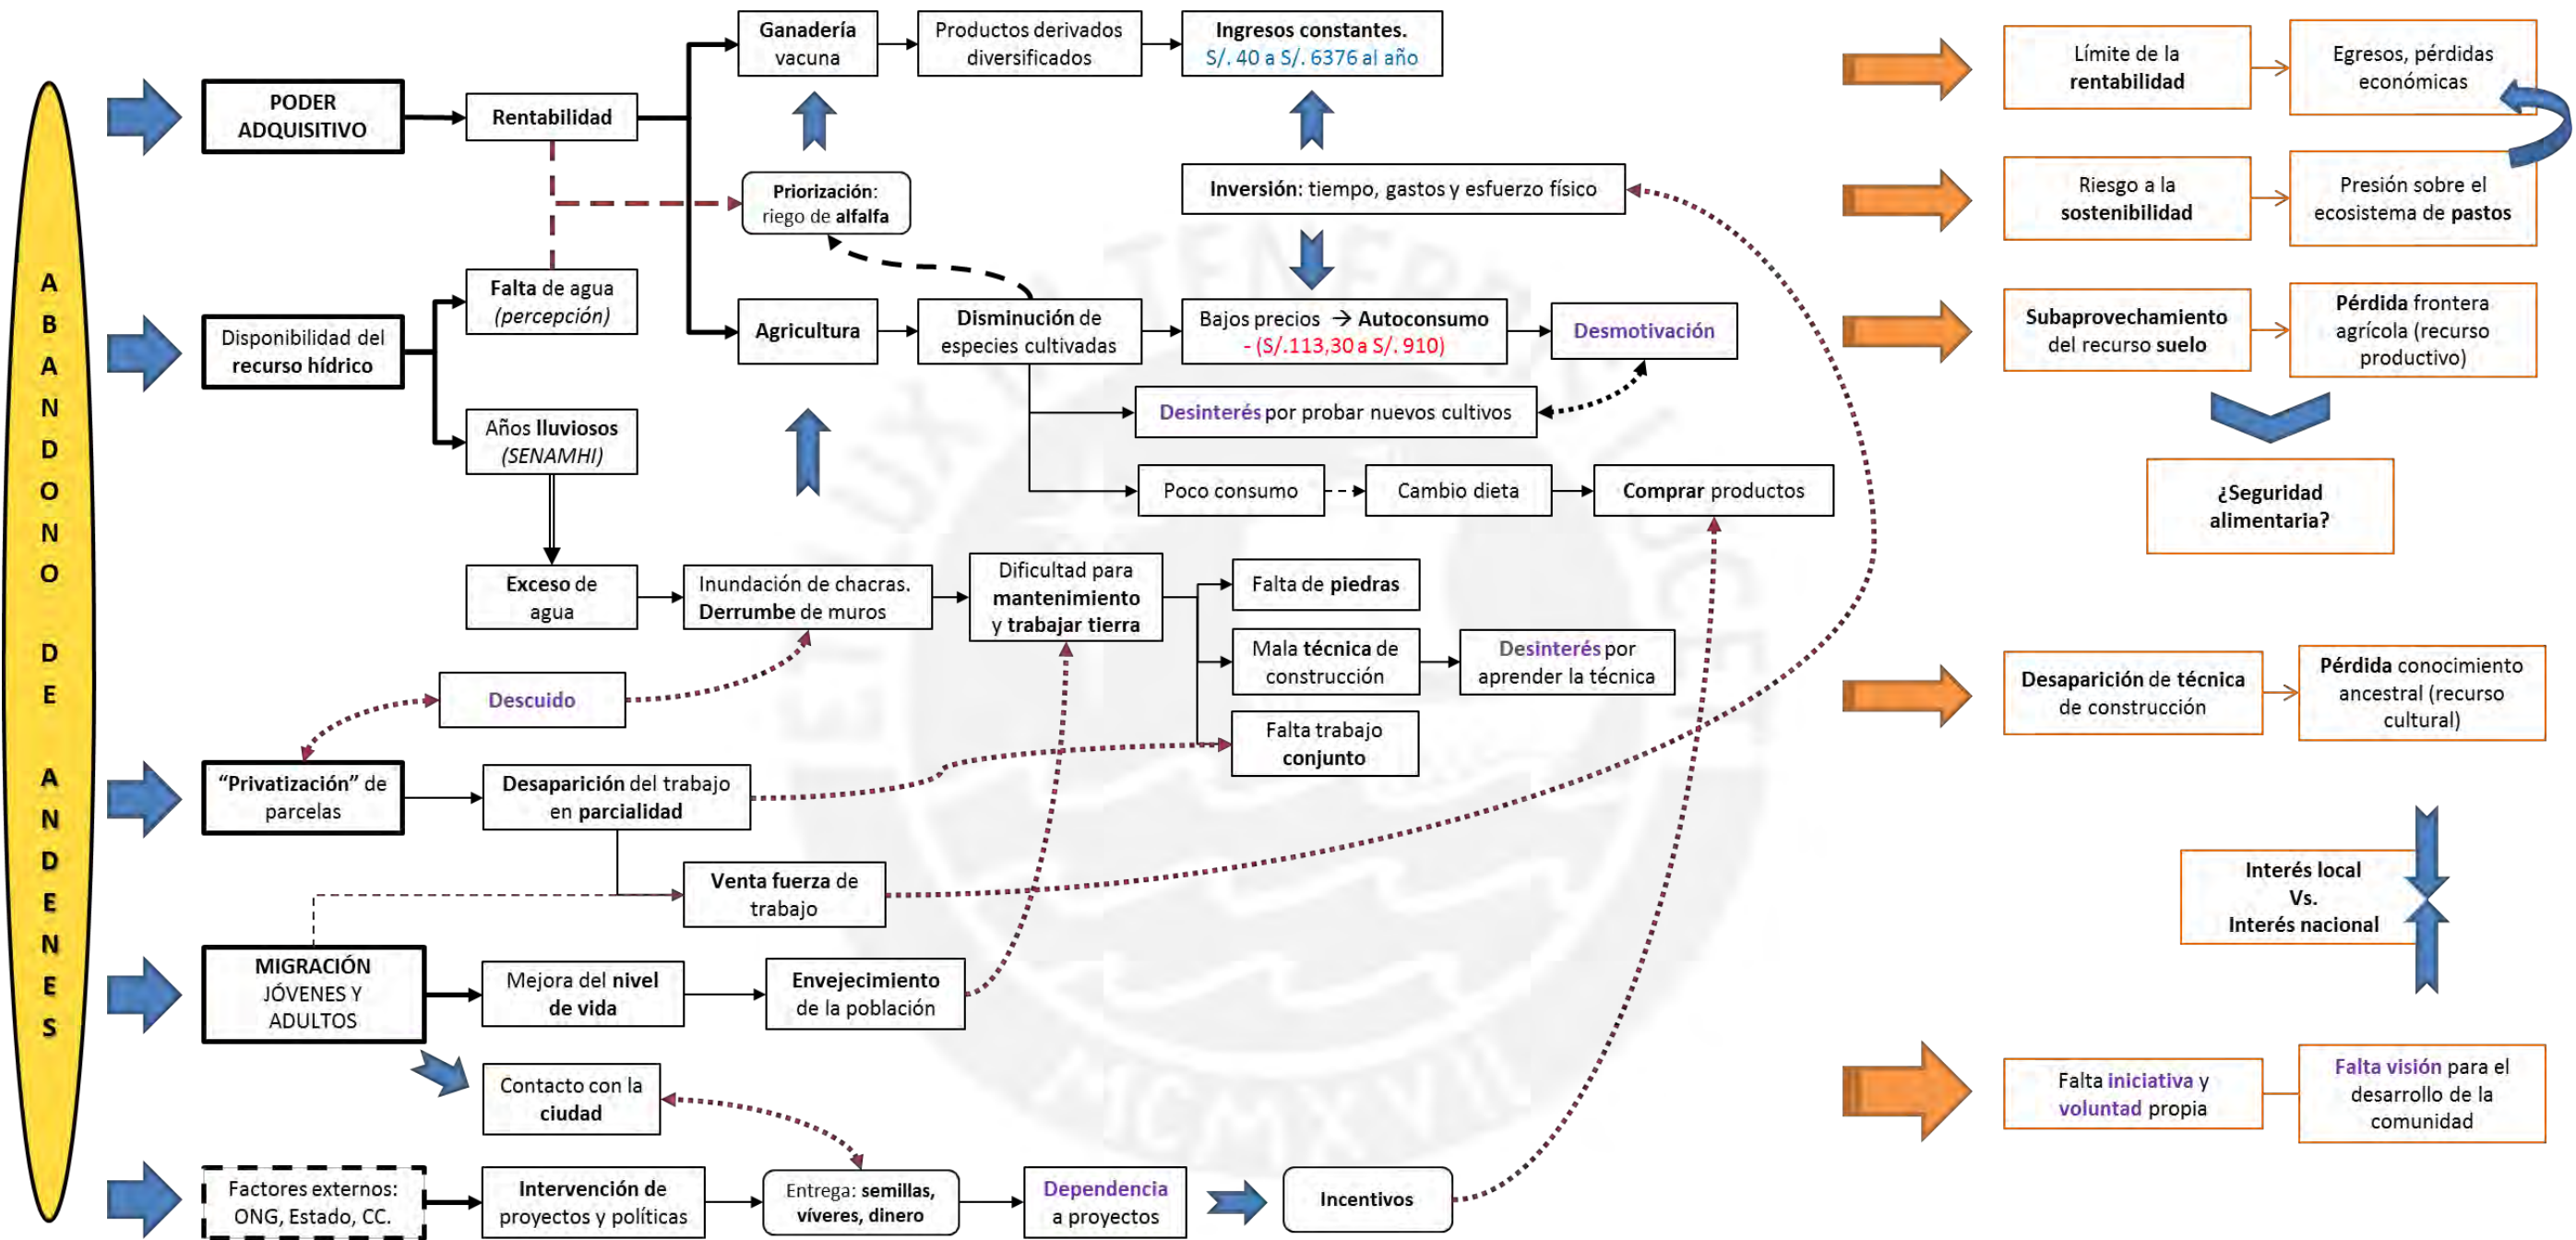 ABANDONO DE ANDENES
PODER
ADQUISITIVO
Rentabilidad
Ganadería
vacuna
Productos derivados
diversificados
Ingresos constantes.
S/. 40 a S/. 6376 al año
Priorización:
riego de alfalfa
Inversión: tiempo, gastos y esfuerzo físico
Disponibilidad del
recurso hídrico
Falta de agua
(percepción)
Años lluviosos
(SENAMHI)
Agricultura
Disminución de
especies cultivadas
Bajos precios → Autoconsumo
- (S/.113,30 a S/. 910)
Desmotivación
Desinterés por probar nuevos cultivos
Poco consumo
Cambio dieta
Comprar productos
Exceso de
agua
Inundación de chacras.
Derrumbe de muros
Dificultad para
mantenimiento
y trabajar tierra
Falta de piedras
Mala técnica de
construcción
Desinterés por
aprender la técnica
Falta trabajo
conjunto
Descuido
“Privatización” de
parcelas
Desaparición del trabajo
en parcialidad
Venta fuerza de
trabajo
MIGRACIÓN
JÓVENES Y
ADULTOS
Mejora del nivel
de vida
Envejecimiento
de la población
Contacto con la
ciudad
Factores externos:
ONG, Estado, CC.
Intervención de
proyectos y políticas
Entrega: semillas,
víveres, dinero
Dependencia
a proyectos
Incentivos
Límite de la
rentabilidad
Egresos, pérdidas
económicas
Riesgo a la
sostenibilidad
Presión sobre el
ecosistema de pastos
Subaprovechamiento
del recurso suelo
Pérdida frontera
agrícola (recurso
productivo)
¿Seguridad
alimentaria?
Desaparición de técnica
de construcción
Pérdida conocimiento
ancestral (recurso
cultural)
Interés local
Vs.
Interés nacional
Falta iniciativa y
voluntad propia
Falta visión para el
desarrollo de la
comunidad
ET LUX IN TENEBRIS LUCET
MCMXVII